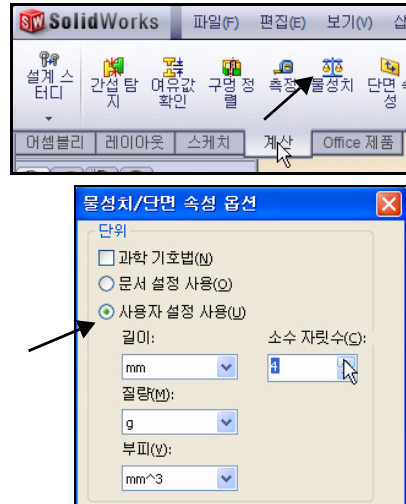 SW SolidWorks 파일(F) 편집(E) 보기(V) 삽
설계 스터디 간섭 탐지 여유값 확인 구멍 정렬 측정 물성치 단면 속성
어셈블리 레이아웃 스케치 계산 Office 제품
물성치/단면 속성 옵션
단위
과학 기호법(N)
문서 설정 사용(O)
사용자 설정 사용(U)
길이: 소수 자릿수(C):
mm 4
질량(M):
g
부피(V):
mm^3